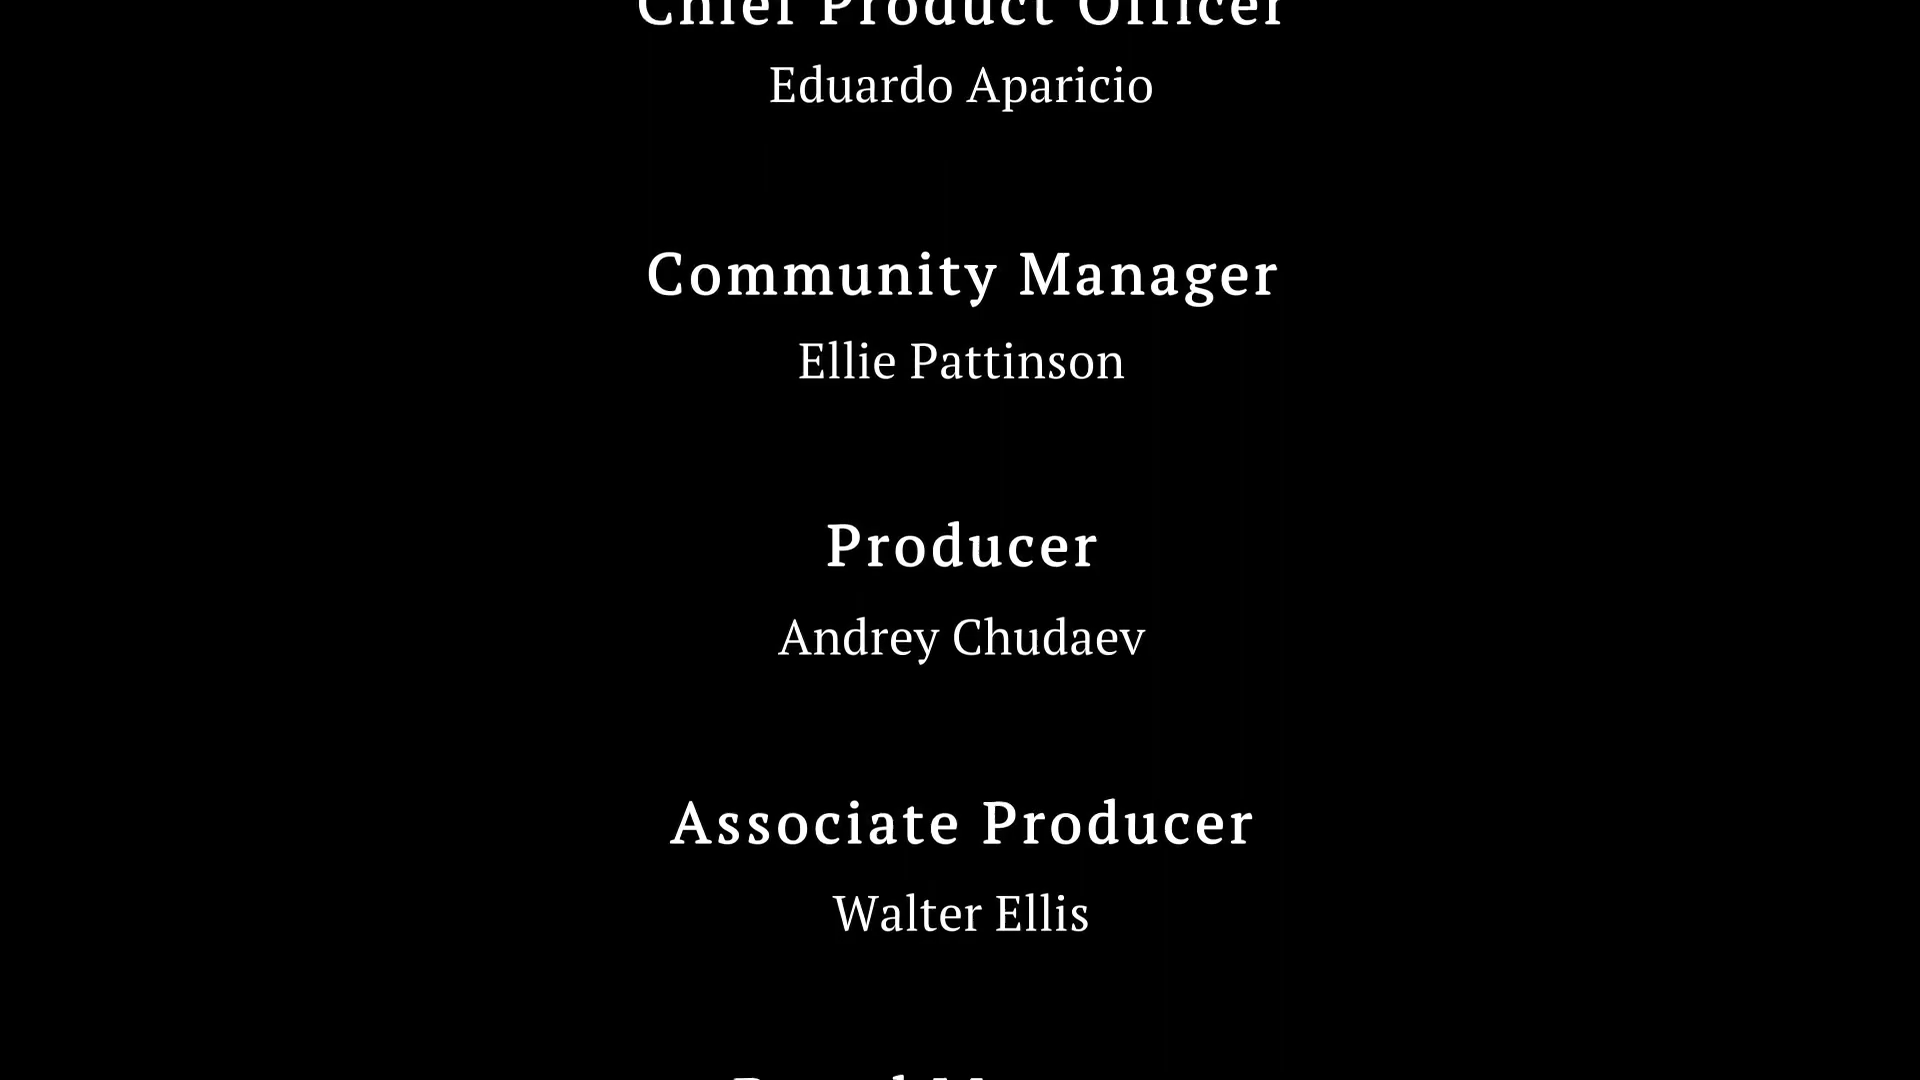 Chief Product Officer
Eduardo Aparicio
Community Manager
Ellie Pattinson
Producer
Andrey Chudaev
Associate Producer
Walter Ellis